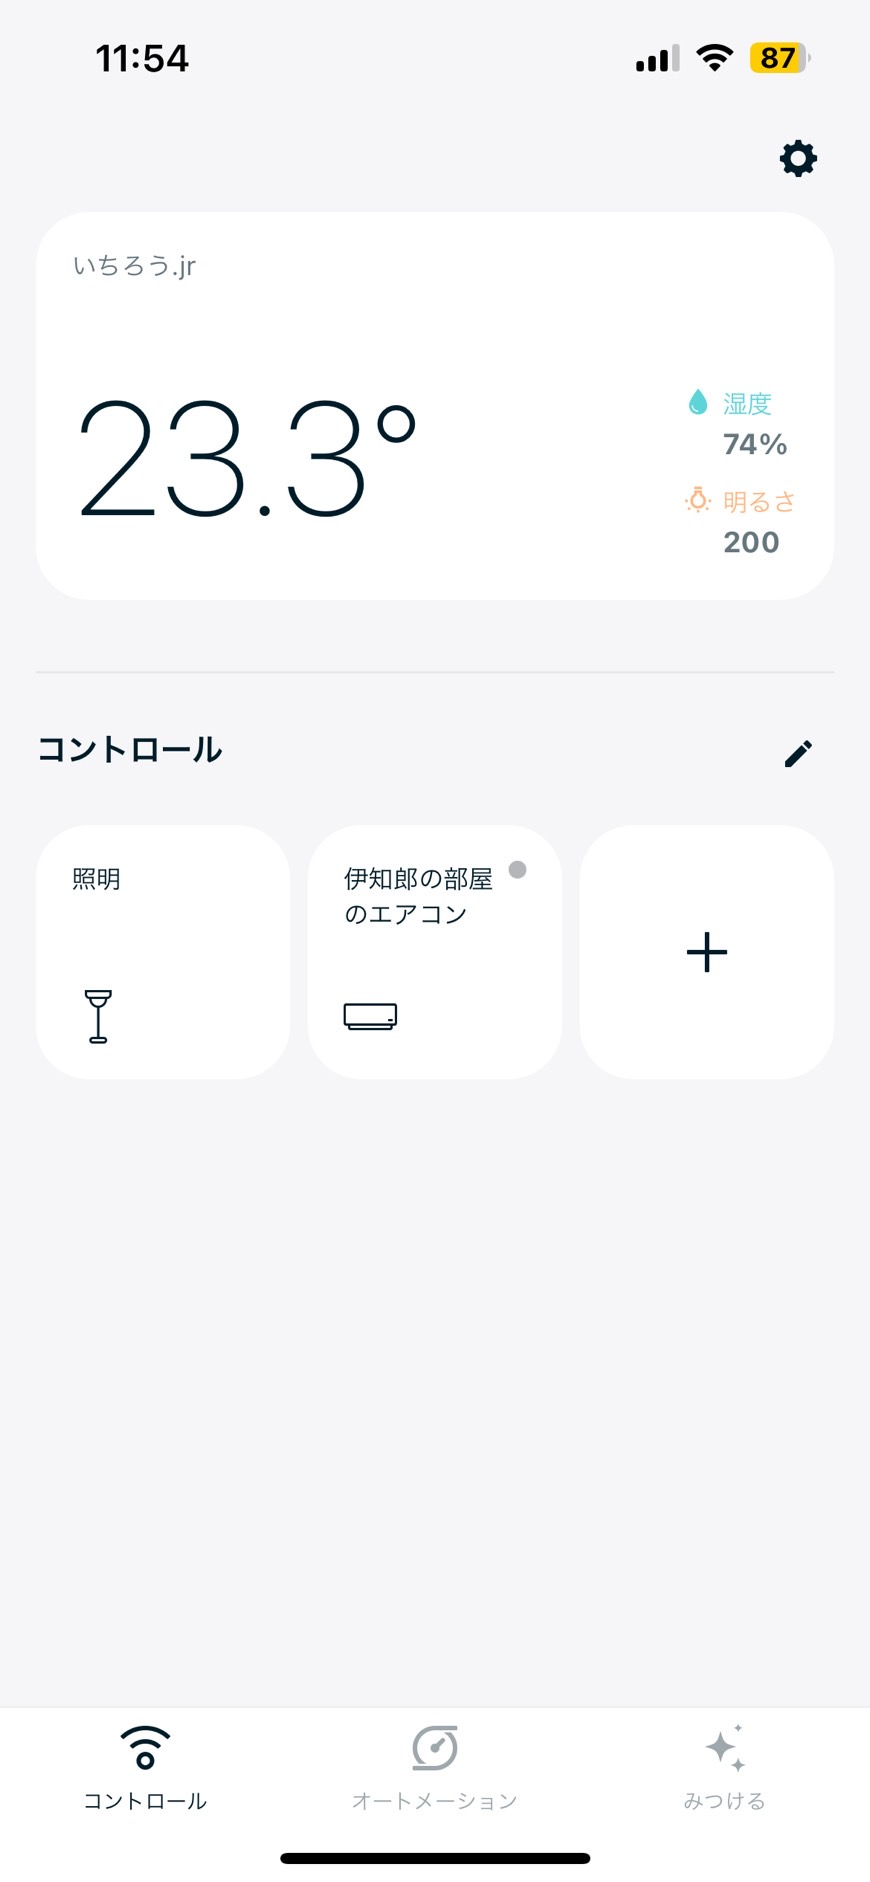 11:54
87
いちろう.jr
23.3°
湿度
74%
明るさ
200
コントロール
照明
伊知郎の部屋
のエアコン
コントロール
オートメーション
みつける